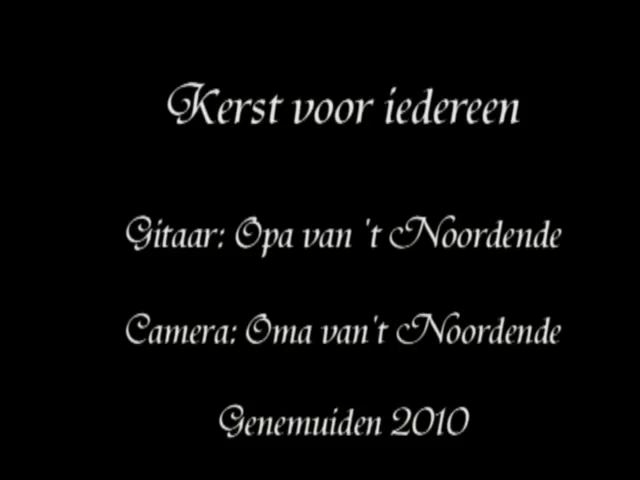 Kerst voor iedereen
Gitaar: Opa van 't Noordende
Camera: Oma van't Noordende
Genemuiden 2010